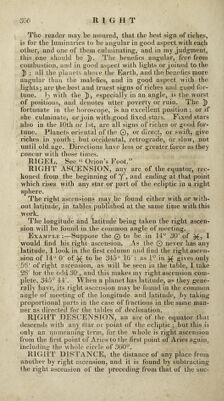 300 RIGHT
The reader may be assured, that the best sign of riches,
is for the luminaries to be angular in good aspect with each
other, and one of them culminating, and in my judgment,
this one should be ☽. The benefics angular, free from
combustion, and in good aspect with lights or joined to the
☽; all the planets above the Earth, and the benefics more
angular than the malefics, and in good aspect with the
lights; are the best and truest signs of riches and good for-
tune. ♄ with the ☽, especially in an angle, is the worst
of positions, and denotes utter poverty or ruin. The ☽
fortunate in the horoscope, is an excellent position; or if
she culminate, or join with good fixed stars. Fixed stars
also in the 10th or 1st, are all signs of riches or good for-
tune. Planets oriental of the ☉, or direct, or swift, give
riches in youth; but occidental, retrograde, or slow, not
until old age. Directions have less or greater force as they
concur with those times.
RIGEL. See "Orion's Foot."
RIGHT ASCENSION, any arc of the equator, rec-
koned from the beginning of ♈, and ending at that point
which rises with any star or part of the ecliptic in a right
sphere.
The right ascensions may be found either with or with-
out latitude, in tables published at the same time with this
work.
The longitude and latitude being taken the right ascen-
sion will be found in the common angle of meeting.
EXAMPLE:—Suppose the ☉ to be in 14° 30' of ♓, I
would find his right ascension. As the ☉ never has any
latitude, I look in the first column and find the right ascen-
sion of 14° of ♓ to be 345° 16': as 1° in ♓ gives only
56' of right ascension, as will be seen in the table, I take
28' for the odd 30', and this makes my right ascension com-
plete, 345° 44'. When a planet has latitude, as they gene-
rally have, its right ascension may be found in the common
angle of meeting of the longitude and latitude, by taking
proportional parts in the case of fractions in the same man-
ner as directed for the tables of declination.
RIGHT DESCENSION, an arc of the equator that
descends with any star or point of the ecliptic; but this is
only an unmeaning term, for the whole is right ascension
from the first point of Aries to the first point of Aries again,
including the whole circle of 360°.
RIGHT DISTANCE, the distance of any place from
another by right ascension, and it is found by subtracting
the right ascension of the preceding from that of the suc-